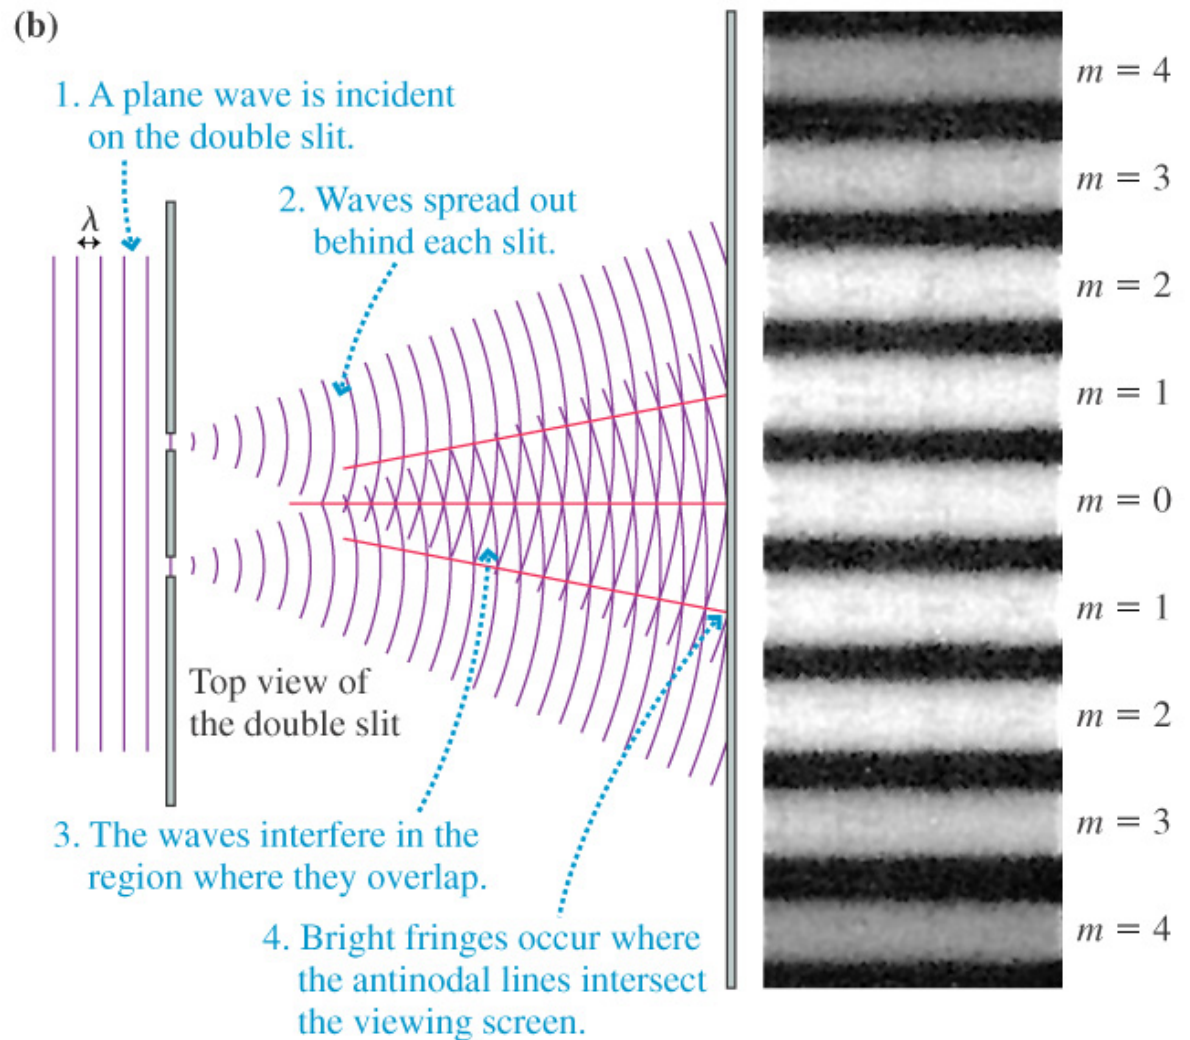 (b)
1. A plane wave is incident
on the double slit.
λ
2. Waves spread out
behind each slit.
Top view of
the double slit
3. The waves interfere in the
region where they overlap.
4. Bright fringes occur where
the antinodal lines intersect
the viewing screen.
m = 4
m = 3
m = 2
m = 1
m = 0
m = 1
m = 2
m = 3
m = 4